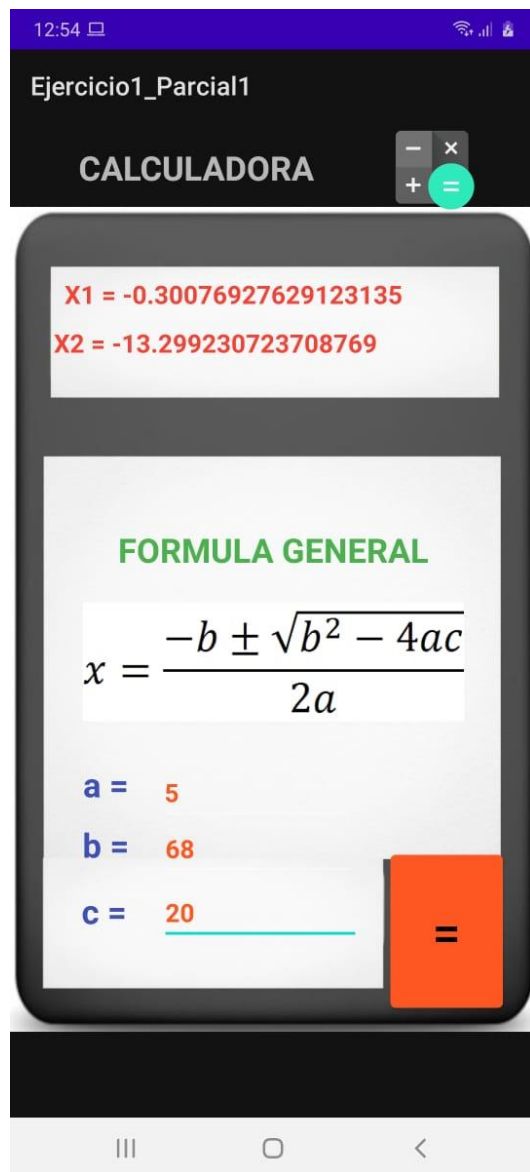 12:54
Ejercicio1_Parcial1
CALCULADORA
− ×
+ =
X1 = -0.30076927629123135
X2 = -13.299230723708769
FORMULA GENERAL
x = (−b ± √(b² − 4ac)) / 2a
a = 5
b = 68
c = 20
=